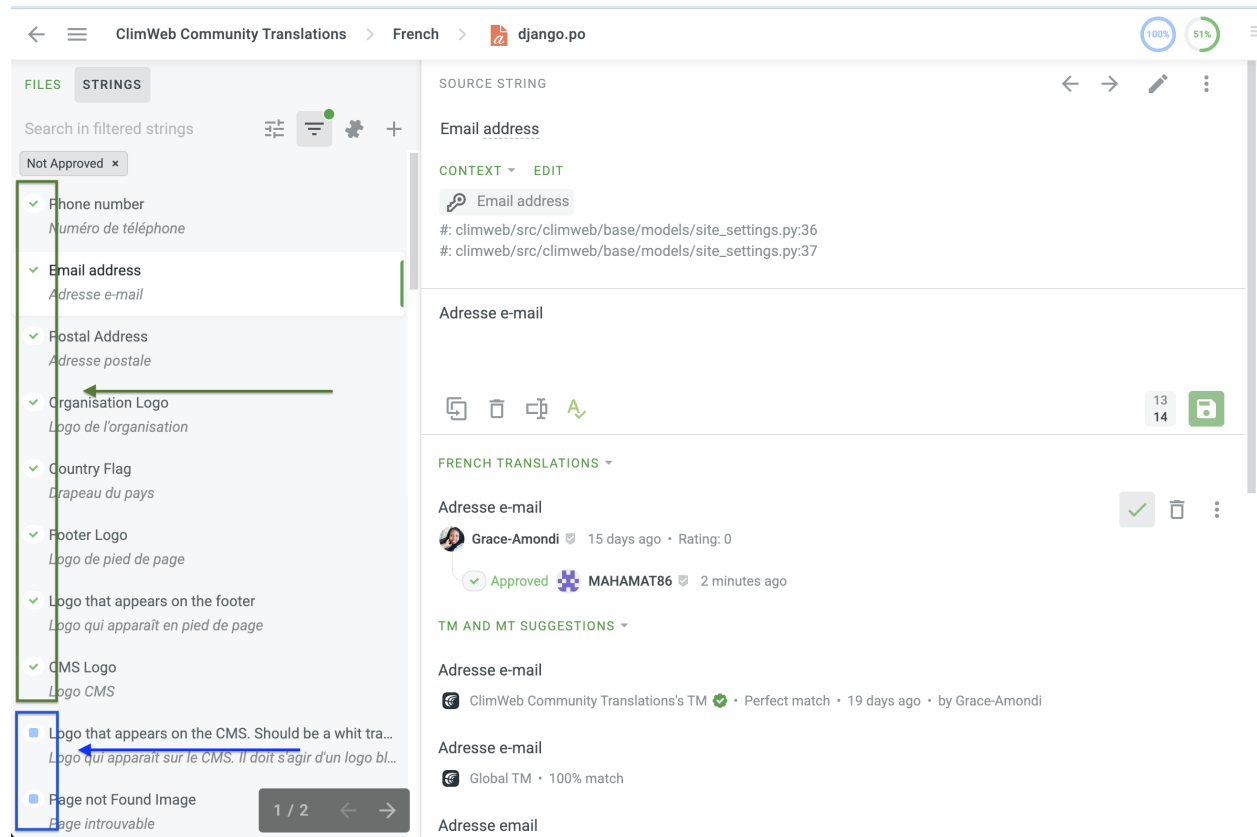 ClimWeb Community Translations > French > django.po
100%
51%
FILES
STRINGS
Search in filtered strings
Not Approved ×
Phone number
Numéro de téléphone
Email address
Adresse e-mail
Postal Address
Adresse postale
Organisation Logo
Logo de l'organisation
Country Flag
Drapeau du pays
Footer Logo
Logo de pied de page
Logo that appears on the footer
Logo qui apparaît en pied de page
CMS Logo
Logo CMS
Logo that appears on the CMS. Should be a whit tra...
Logo qui apparaît sur le CMS. Il doit s'agir d'un logo bl...
Page not Found Image
Page introuvable
1 / 2
SOURCE STRING
Email address
CONTEXT EDIT
Email address
#: climweb/src/climweb/base/models/site_settings.py:36
#: climweb/src/climweb/base/models/site_settings.py:37
Adresse e-mail
13
14
FRENCH TRANSLATIONS
Adresse e-mail
Grace-Amondi 15 days ago • Rating: 0
Approved MAHAMAT86 2 minutes ago
TM AND MT SUGGESTIONS
Adresse e-mail
ClimWeb Community Translations's TM • Perfect match • 19 days ago • by Grace-Amondi
Adresse e-mail
Global TM • 100% match
Adresse email